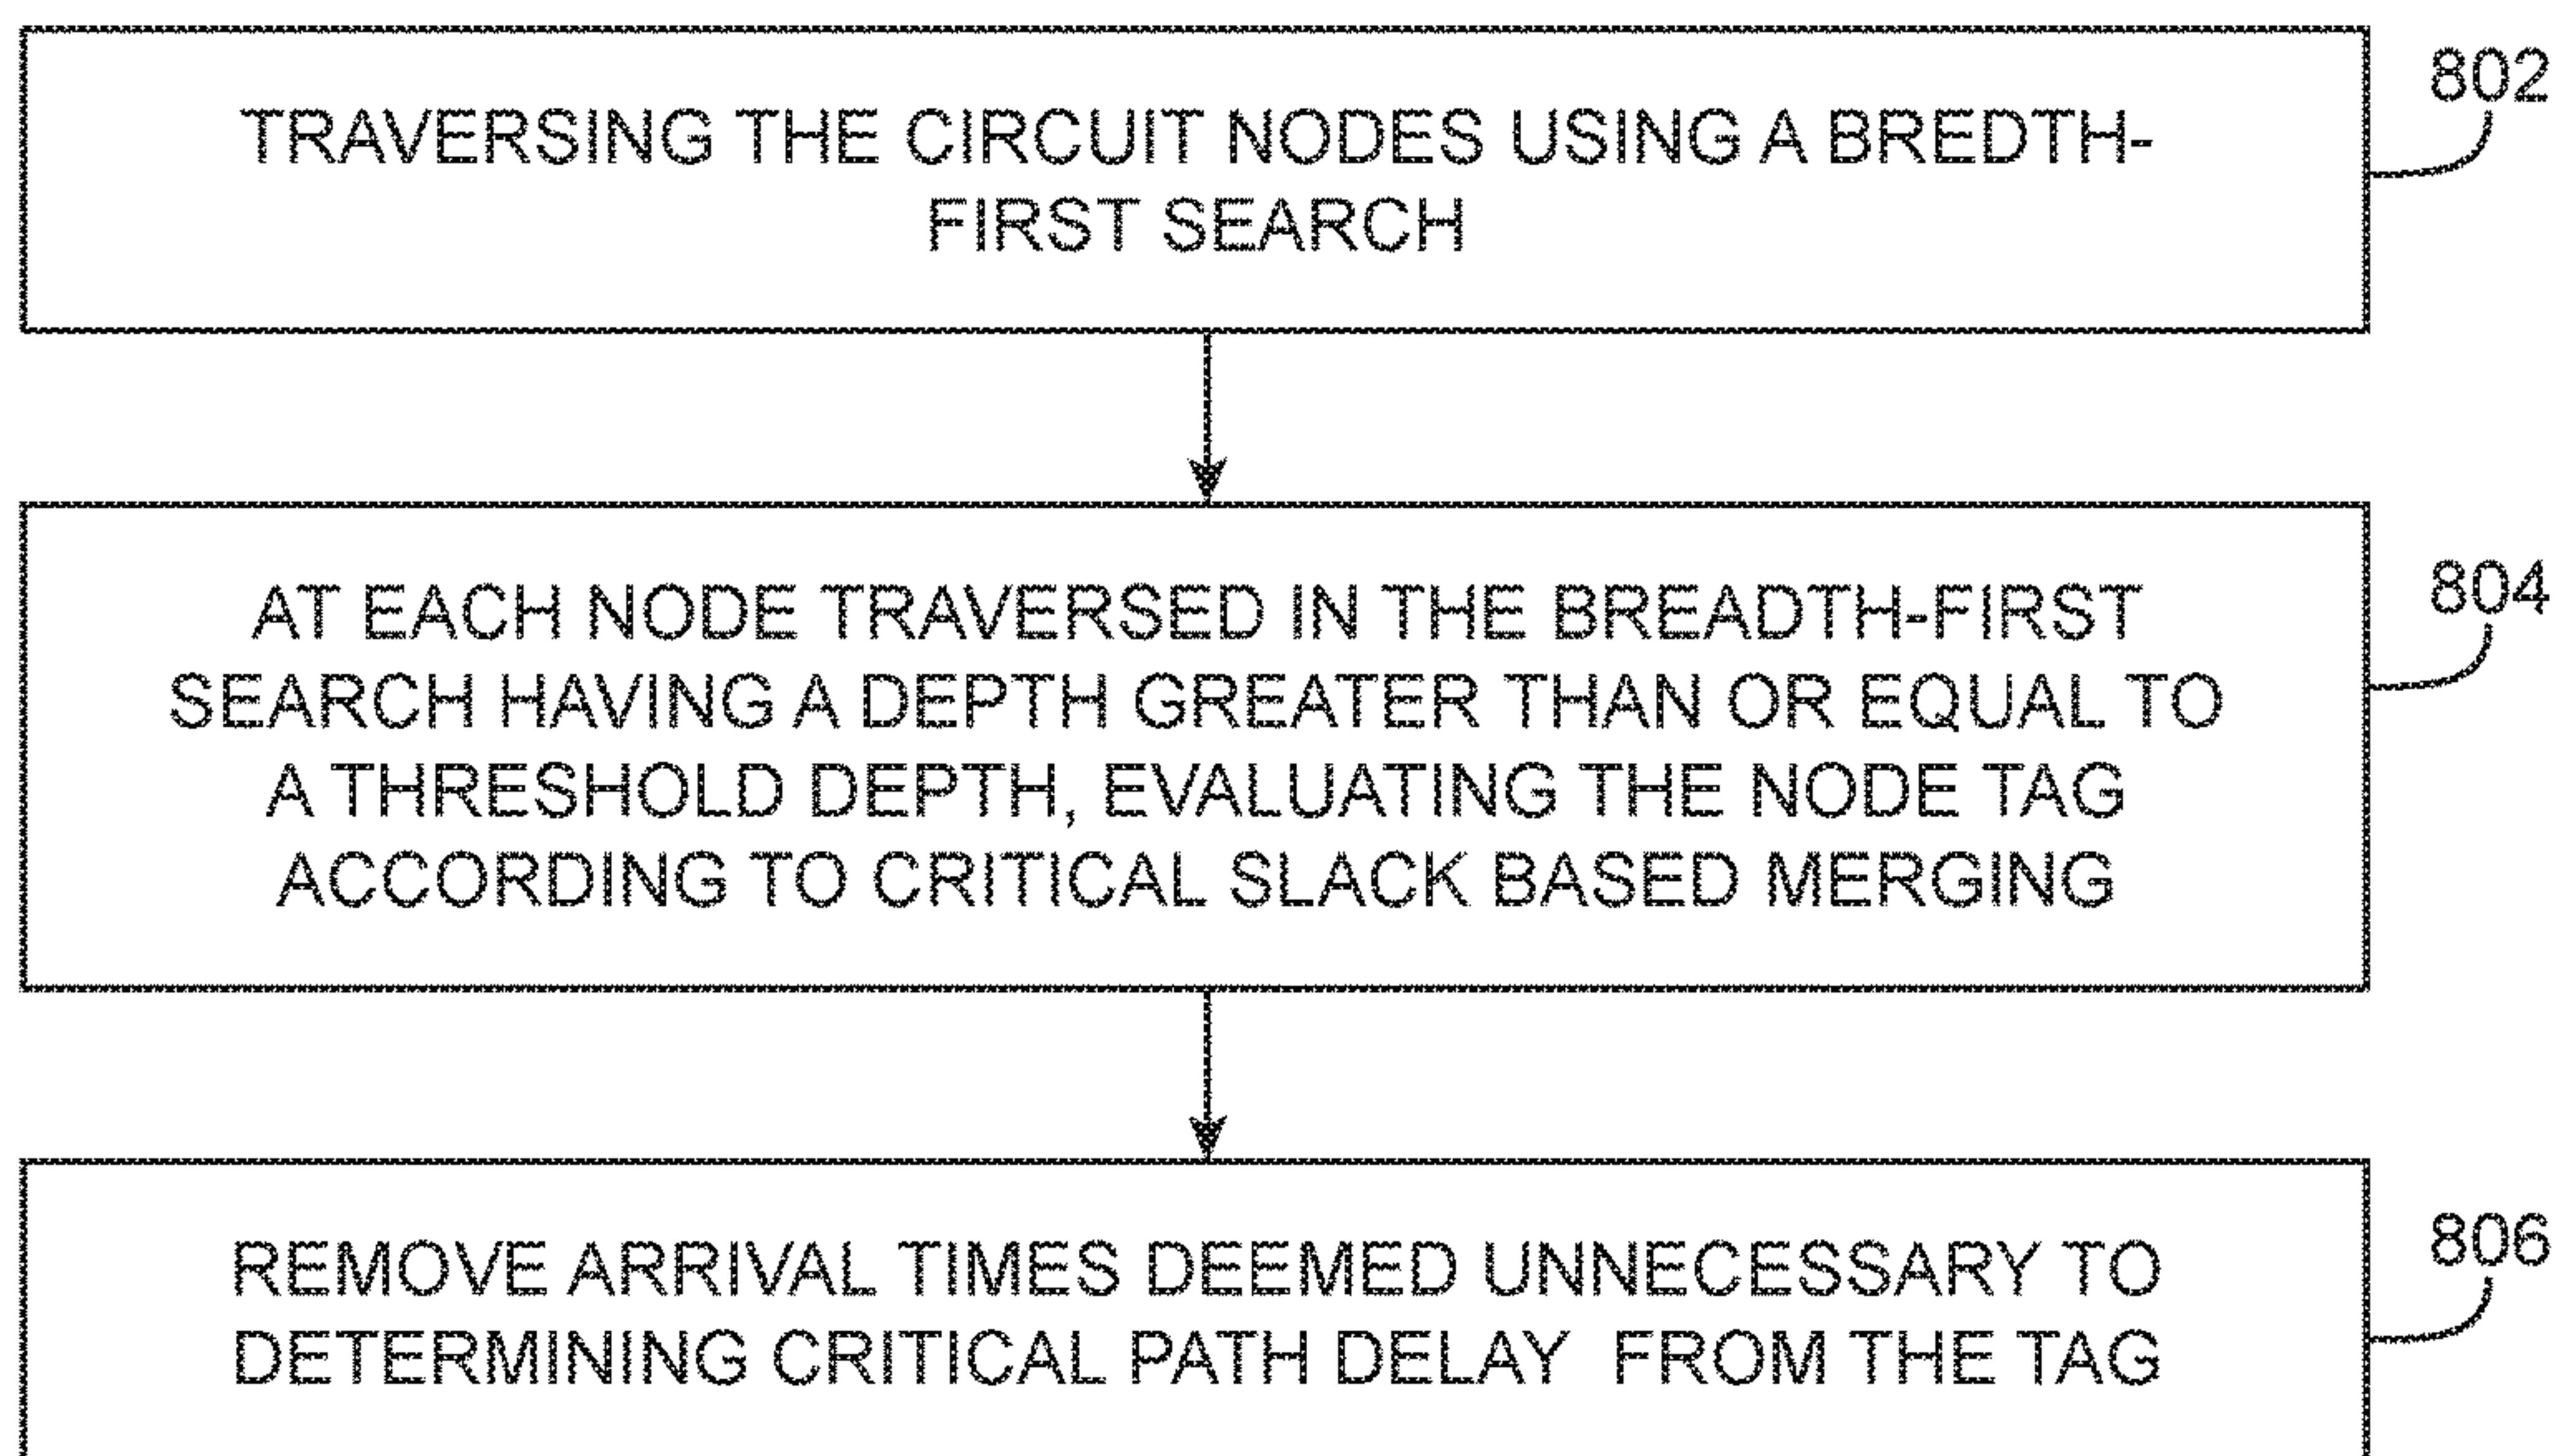 TRAVERSING THE CIRCUIT NODES USING A BREDTH-
FIRST SEARCH
802
AT EACH NODE TRAVERSED IN THE BREADTH-FIRST
SEARCH HAVING A DEPTH GREATER THAN OR EQUAL TO
A THRESHOLD DEPTH, EVALUATING THE NODE TAG
ACCORDING TO CRITICAL SLACK BASED MERGING
804
REMOVE ARRIVAL TIMES DEEMED UNNECESSARY TO
DETERMINING CRITICAL PATH DELAY FROM THE TAG
806